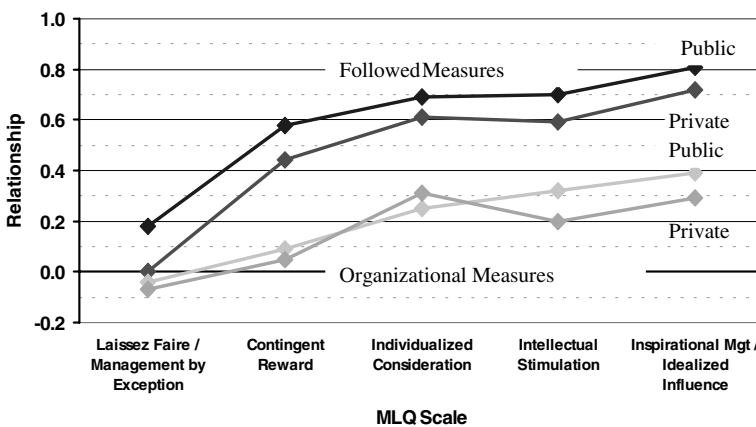 1.0
0.8
0.6
0.4
0.2
0.0
-0.2
Relationship
Followed Measures
Public
Private
Public
Private
Organizational Measures
Laissez Faire /
Management by
Exception
Contingent
Reward
Individualized
Consideration
Intellectual
Stimulation
Inspirational Mgt /
Idealized
Influence
MLQ Scale